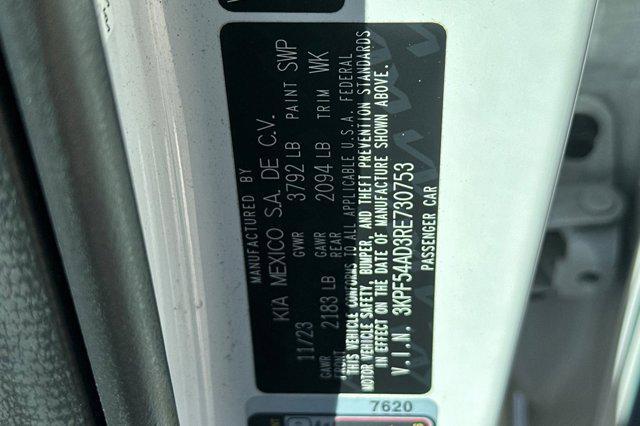 MANUFACTURED BY
KIA MEXICO S.A. DE C.V.
11/23 GVWR 3792 LB PAINT SWP
GAWR FRONT 2183 LB GAWR REAR 2094 LB TRIM WK
THIS VEHICLE CONFORMS TO ALL APPLICABLE U.S.A. FEDERAL
MOTOR VEHICLE SAFETY, BUMPER, AND THEFT PREVENTION STANDARDS
IN EFFECT ON THE DATE OF MANUFACTURE SHOWN ABOVE.
V.I.N. 3KPF54AD3RE730753
PASSENGER CAR
7620